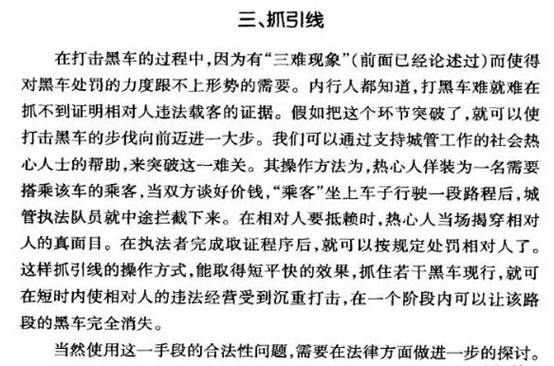 三、抓引线
在打击黑车的过程中,因为有“三难现象”(前面已经论述过)而使得
对黑车处罚的力度跟不上形势的需要。内行人都知道,打黑车难就难在
抓不到证明相对人违法载客的证据。假如把这个环节突破了,就可以使
打击黑车的步伐向前迈进一大步。我们可以通过支持城管工作的社会热
心人士的帮助,来突破这一难关。其操作方法为,热心人佯装为一名需要
搭乘该车的乘客,当双方谈好价钱,“乘客”坐上车子行驶一段路程后,城
管执法队员就中途拦截下来。在相对人要抵赖时,热心人当场揭穿相对
人的真面目。在执法者完成取证程序后,就可以按规定处罚相对人了。
这样抓引线的操作方式,能取得短平快的效果,抓住若干黑车现行,就可
在短时内使相对人的违法经营受到沉重打击,在一个阶段内可以让该路
段的黑车完全消失。
当然使用这一手段的合法性问题,需要在法律方面做进一步的探讨。